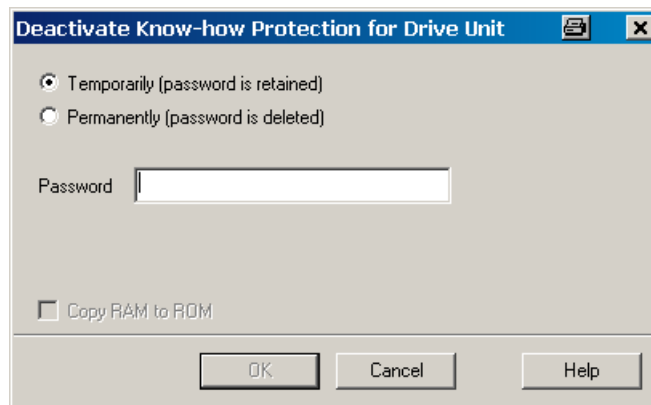 Deactivate Know-how Protection for Drive Unit
Temporarily (password is retained)
Permanently (password is deleted)
Password
Copy RAM to ROM
OK Cancel Help